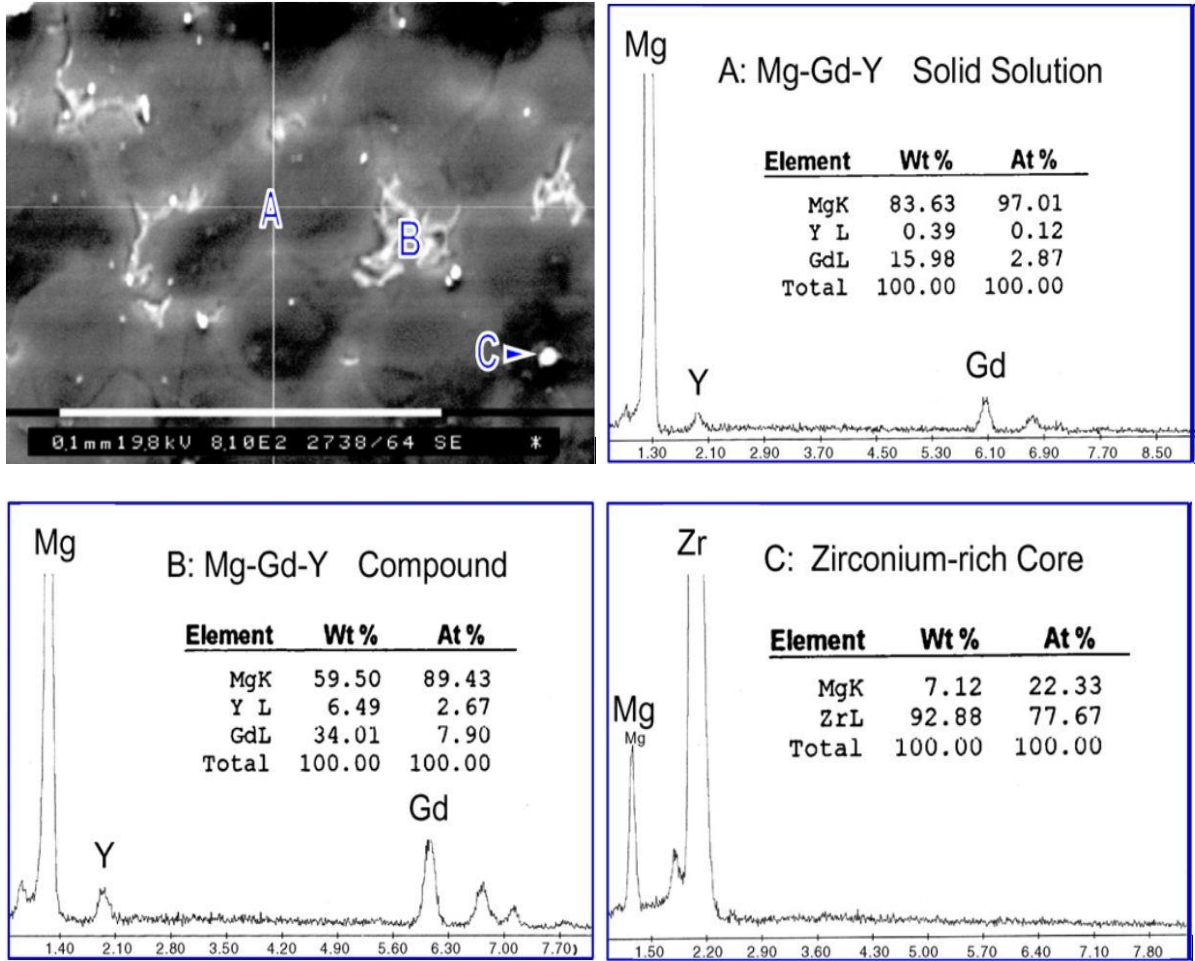 A
B
C
0.1mm19.8kV 8.10E2 2738/64 SE *
Mg
A: Mg-Gd-Y Solid Solution
Element Wt % At %
MgK 83.63 97.01
Y L 0.39 0.12
GdL 15.98 2.87
Total 100.00 100.00
Y
Gd
1.30 2.10 2.90 3.70 4.50 5.30 6.10 6.90 7.70 8.50
Mg
B: Mg-Gd-Y Compound
Element Wt % At %
MgK 59.50 89.43
Y L 6.49 2.67
GdL 34.01 7.90
Total 100.00 100.00
Gd
Y
1.40 2.10 2.80 3.50 4.20 4.90 5.60 6.30 7.00 7.70
Zr
C: Zirconium-rich Core
Element Wt % At %
MgK 7.12 22.33
ZrL 92.88 77.67
Total 100.00 100.00
Mg
Mg
1.50 2.20 2.90 3.60 4.30 5.00 5.70 6.40 7.10 7.80